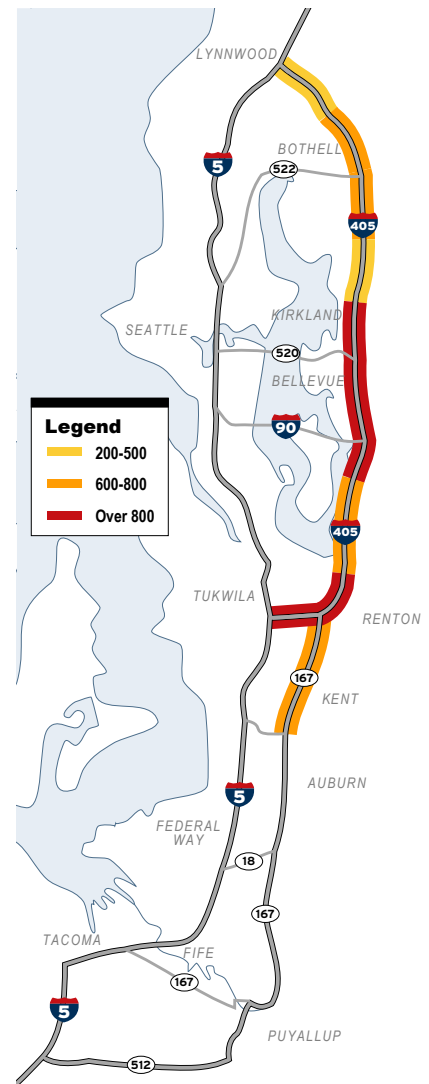 LYNNWOOD
BOTHELL
5
522
405
KIRKLAND
SEATTLE
520
BELLEVUE
Legend
200-500
600-800
Over 800
90
405
TUKWILA
RENTON
167
KENT
AUBURN
5
FEDERAL
WAY
18
167
TACOMA
FIFE
167
5
PUYALLUP
512